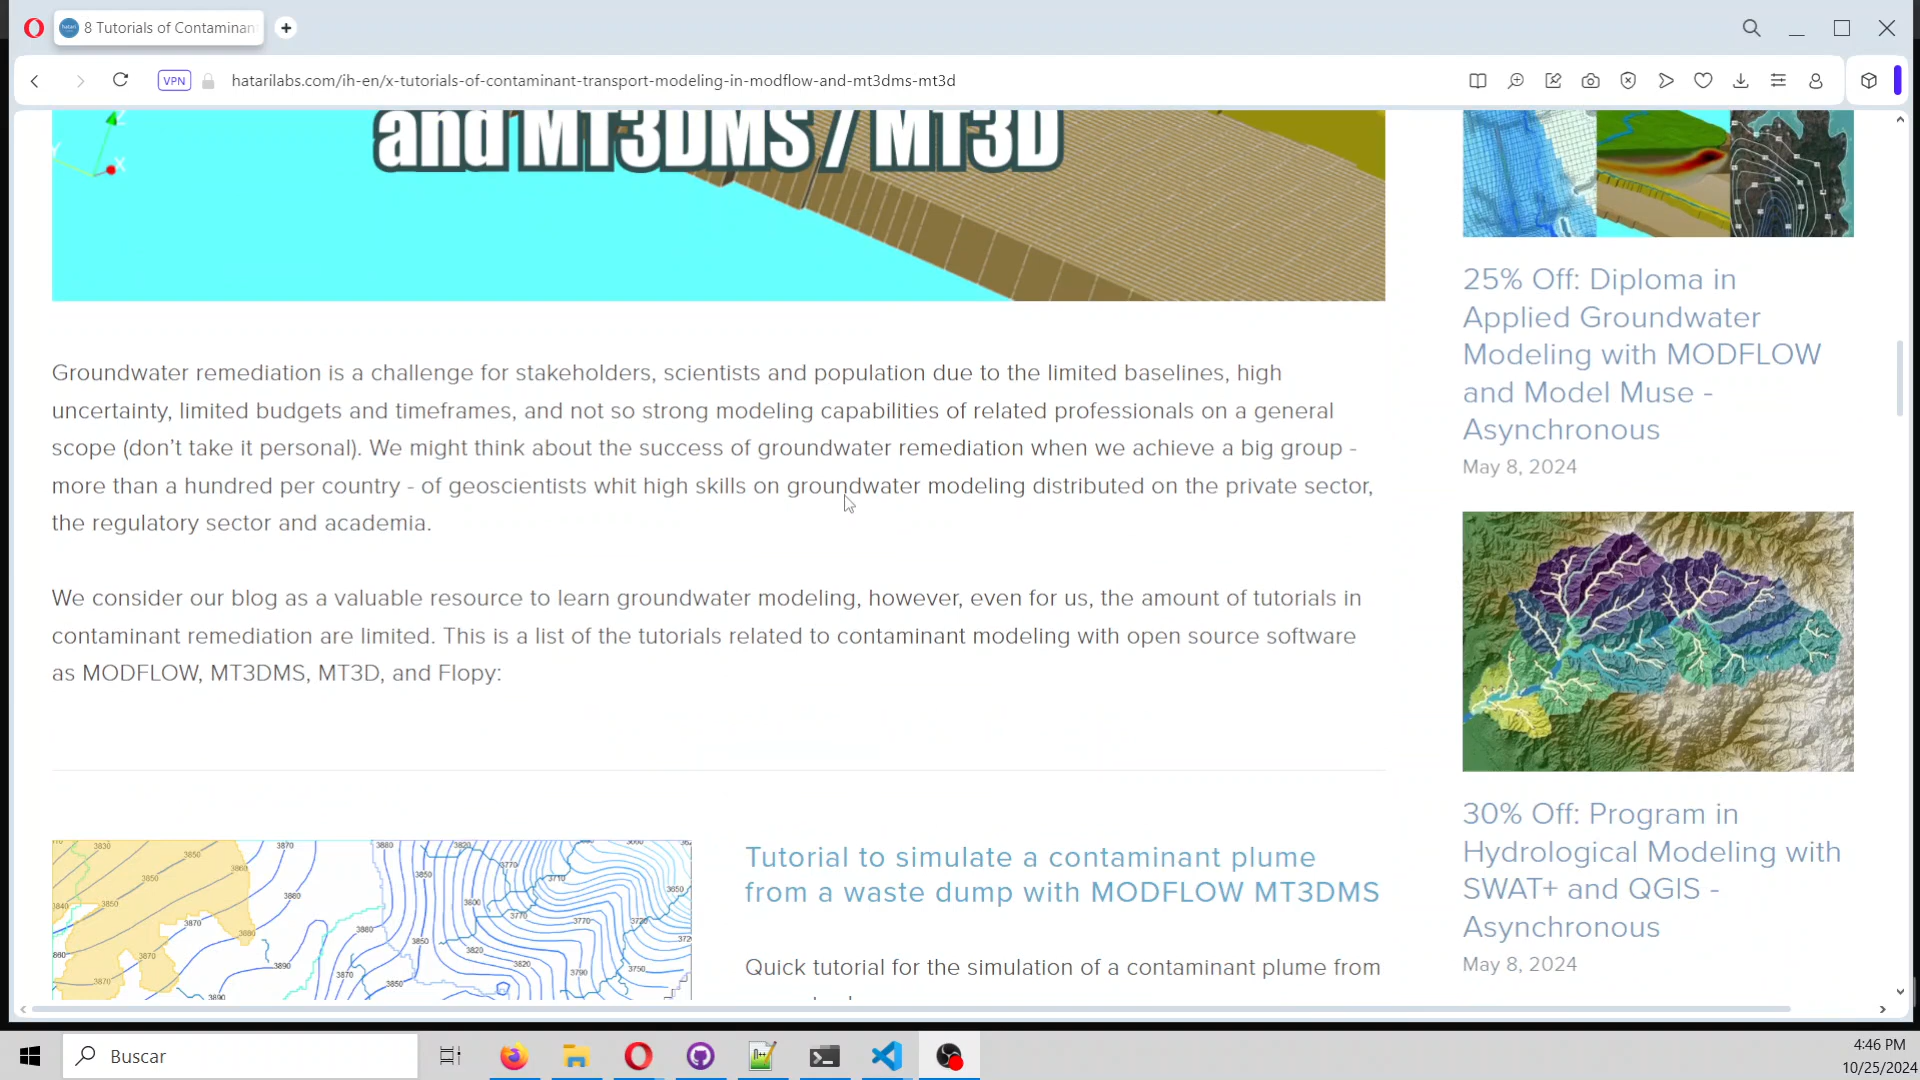 8 Tutorials of Contaminan
VPN
hatarilabs.com/ih-en/x-tutorials-of-contaminant-transport-modeling-in-modflow-and-mt3dms-mt3d
and MT3DMS / MT3D
Groundwater remediation is a challenge for stakeholders, scientists and population due to the limited baselines, high
uncertainty, limited budgets and timeframes, and not so strong modeling capabilities of related professionals on a general
scope (don't take it personal). We might think about the success of groundwater remediation when we achieve a big group -
more than a hundred per country - of geoscientists whit high skills on groundwater modeling distributed on the private sector,
the regulatory sector and academia.
We consider our blog as a valuable resource to learn groundwater modeling, however, even for us, the amount of tutorials in
contaminant remediation are limited. This is a list of the tutorials related to contaminant modeling with open source software
as MODFLOW, MT3DMS, MT3D, and Flopy:
Tutorial to simulate a contaminant plume
from a waste dump with MODFLOW MT3DMS
Quick tutorial for the simulation of a contaminant plume from
25% Off: Diploma in
Applied Groundwater
Modeling with MODFLOW
and Model Muse -
Asynchronous
May 8, 2024
30% Off: Program in
Hydrological Modeling with
SWAT+ and QGIS -
Asynchronous
May 8, 2024
Buscar
4:46 PM
10/25/2024